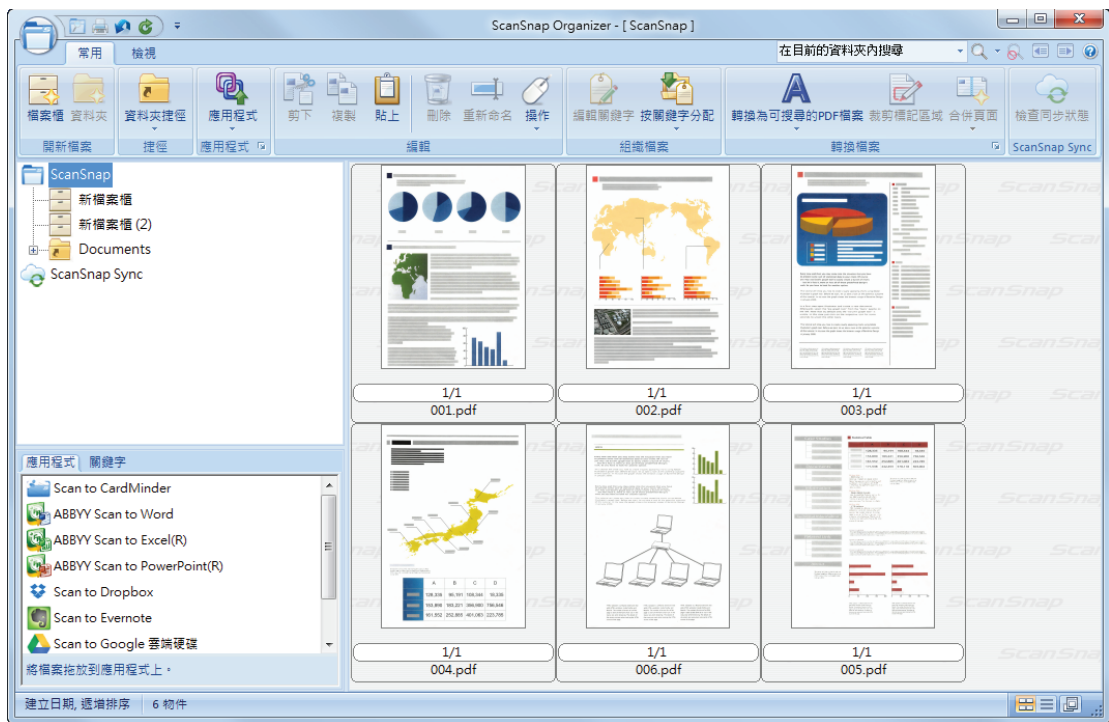 ScanSnap Organizer - [ ScanSnap ]
常用 檢視
在目前的資料夾內搜尋
檔案櫃 資料夾 資料夾捷徑 應用程式 剪下 複製 貼上 刪除 重新命名 操作 編輯關鍵字 按關鍵字分配 轉換為可搜尋的PDF檔案 裁剪標記區域 合併頁面 檢查同步狀態
開新檔案 捷徑 應用程式 編輯 組織檔案 轉換檔案 ScanSnap Sync
ScanSnap
新檔案櫃
新檔案櫃 (2)
Documents
ScanSnap Sync
1/1 1/1 1/1
001.pdf 002.pdf 003.pdf
應用程式 關鍵字
Scan to CardMinder
ABBYY Scan to Word
ABBYY Scan to Excel(R)
ABBYY Scan to PowerPoint(R)
Scan to Dropbox
Scan to Evernote
Scan to Google 雲端硬碟
將檔案拖放到應用程式上。
A B C D
1/1 1/1 1/1
004.pdf 006.pdf 005.pdf
建立日期, 遞增排序 6 物件